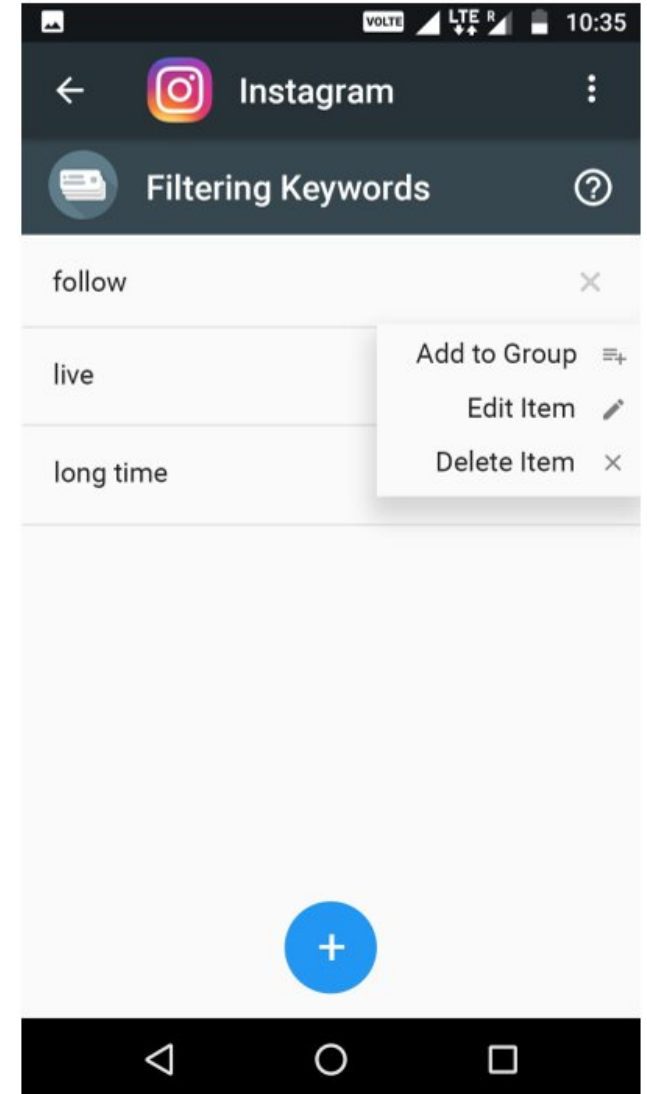 VOLTE LTE R 10:35
Instagram
Filtering Keywords
follow
Add to Group
live
Edit Item
Delete Item
long time